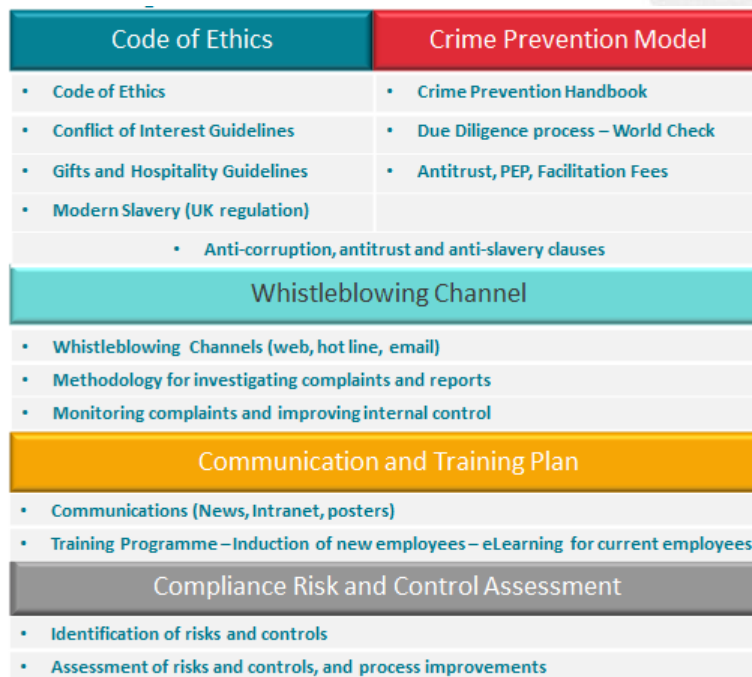 Code of Ethics
Crime Prevention Model
• Code of Ethics
• Crime Prevention Handbook
• Conflict of Interest Guidelines
• Due Diligence process – World Check
• Gifts and Hospitality Guidelines
• Antitrust, PEP, Facilitation Fees
• Modern Slavery (UK regulation)
• Anti-corruption, antitrust and anti-slavery clauses
Whistleblowing Channel
• Whistleblowing Channels (web, hot line, email)
• Methodology for investigating complaints and reports
• Monitoring complaints and improving internal control
Communication and Training Plan
• Communications (News, Intranet, posters)
• Training Programme – Induction of new employees – eLearning for current employees
Compliance Risk and Control Assessment
• Identification of risks and controls
• Assessment of risks and controls, and process improvements